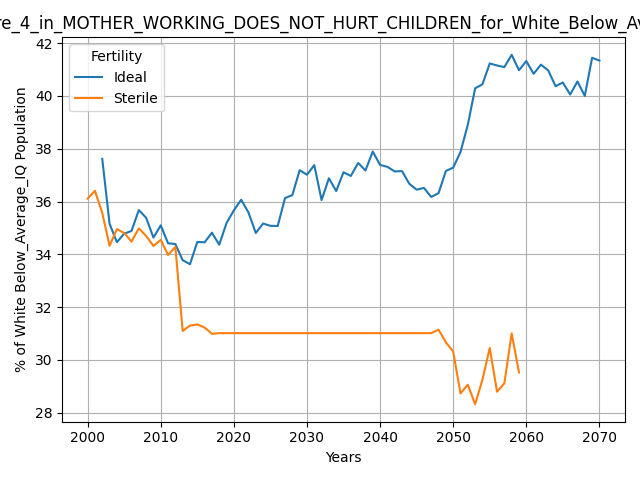 re_4_in_MOTHER_WORKING_DOES_NOT_HURT_CHILDREN_for_White_Below_Av
Fertility
Ideal
Sterile
% of White Below_Average_IQ Population
42
40
38
36
34
32
30
28
2000 2010 2020 2030 2040 2050 2060 2070
Years